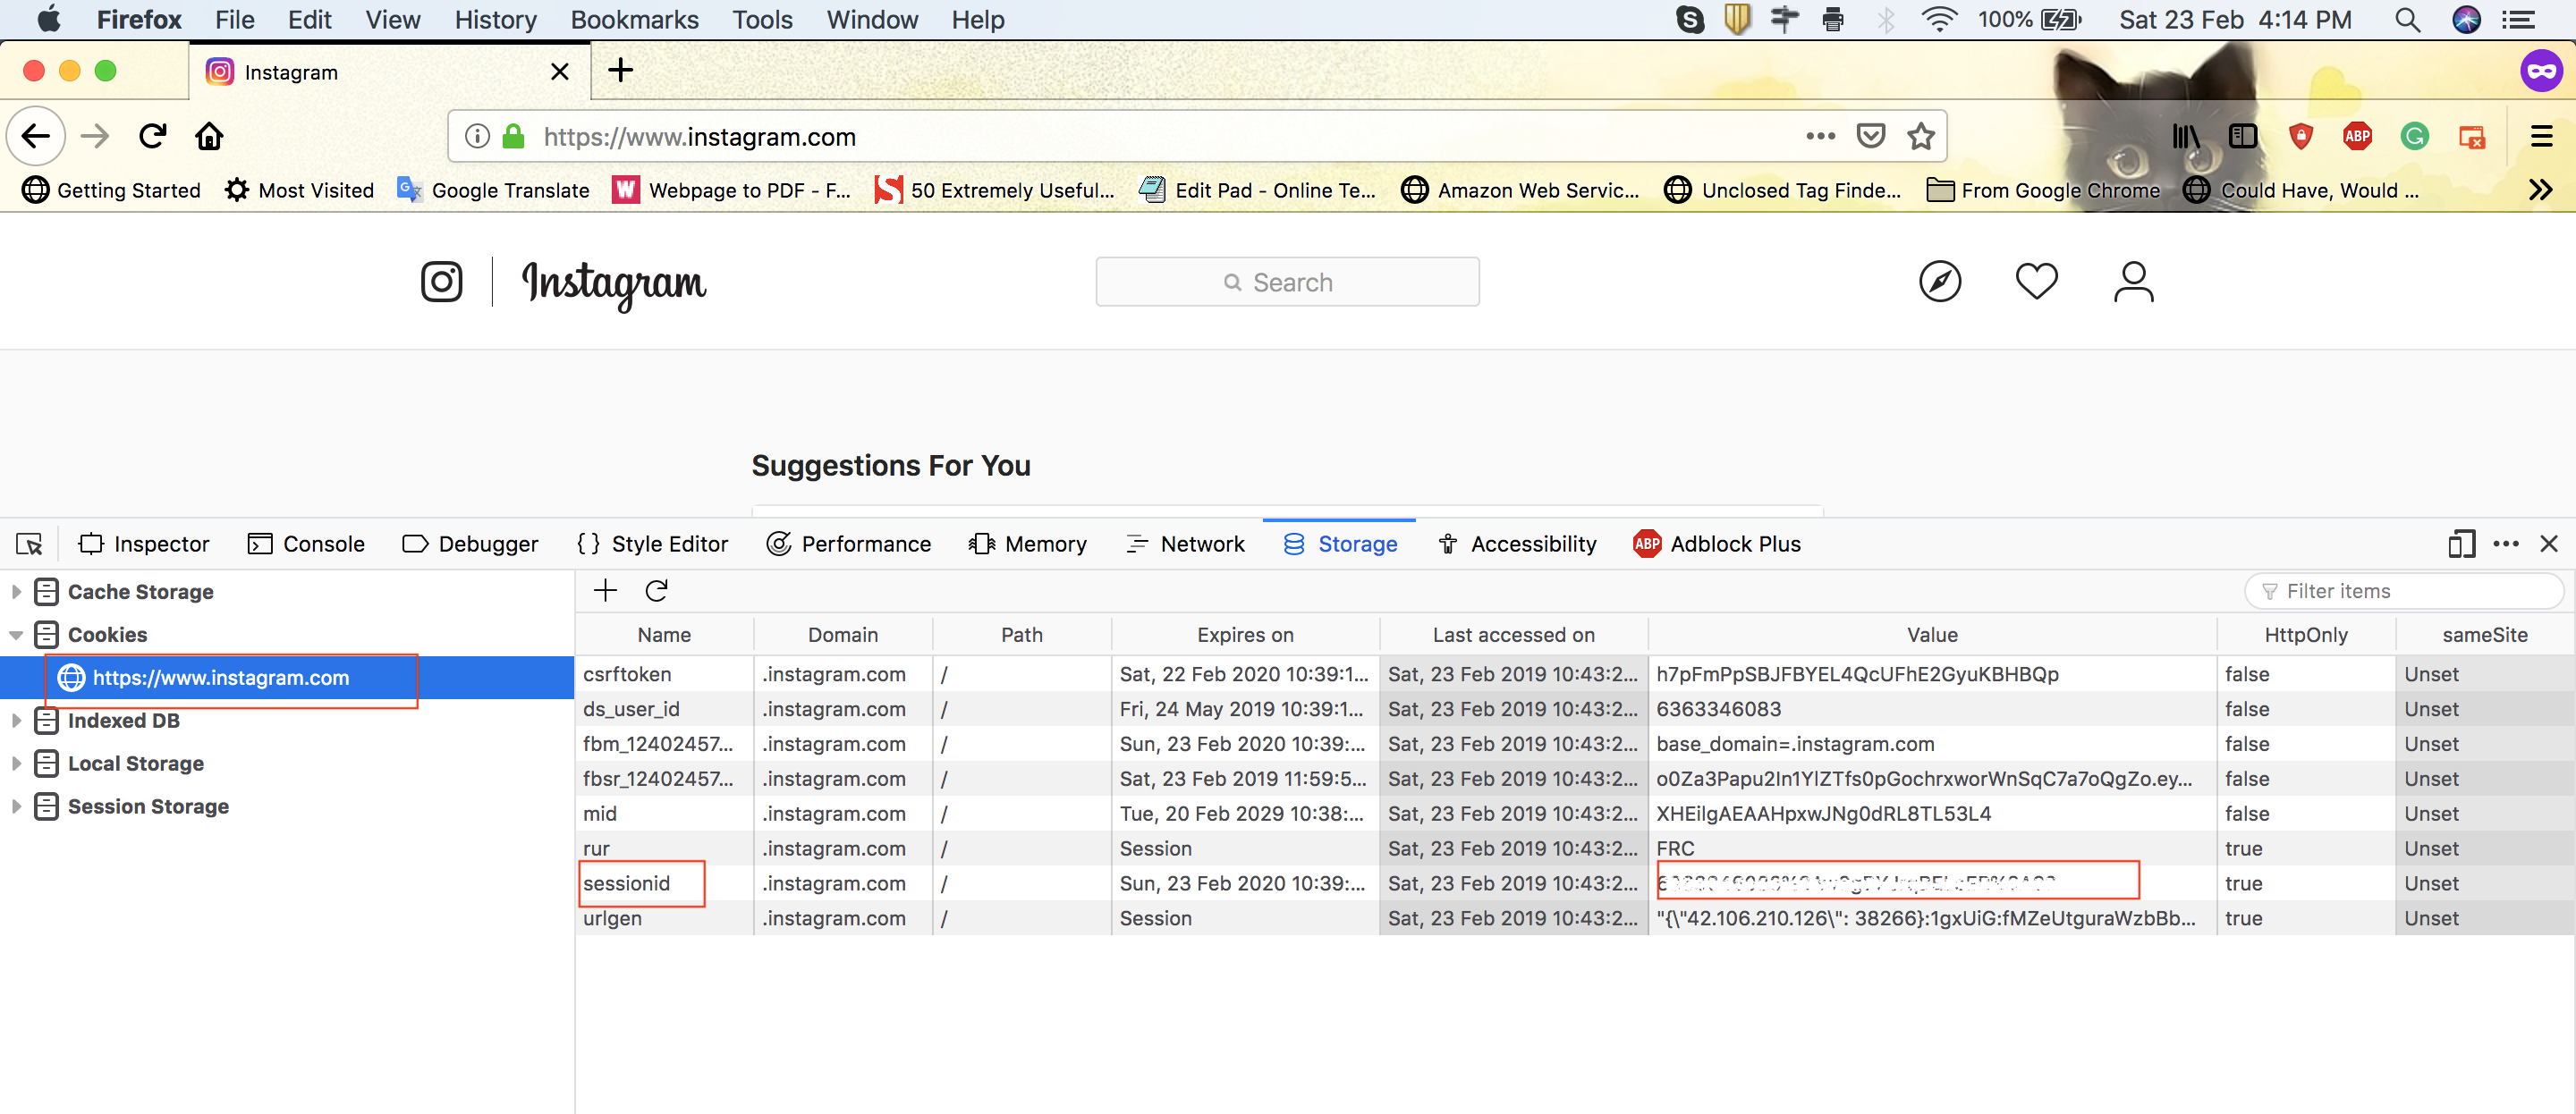 Firefox File Edit View History Bookmarks Tools Window Help 100% Sat 23 Feb 4:14 PM
Instagram
https://www.instagram.com ABP
Getting Started Most Visited Google Translate Webpage to PDF - F... 50 Extremely Useful... Edit Pad - Online Te... Amazon Web Servic... Unclosed Tag Finde... From Google Chrome Could Have, Would ...
Instagram Search
Suggestions For You
Inspector Console Debugger Style Editor Performance Memory Network Storage Accessibility ABP Adblock Plus
Cache Storage
Cookies
https://www.instagram.com
Indexed DB
Local Storage
Session Storage
Filter items
Name Domain Path Expires on Last accessed on Value HttpOnly sameSite
csrftoken .instagram.com / Sat, 22 Feb 2020 10:39:1... Sat, 23 Feb 2019 10:43:2... h7pFmPpSBJFBYEL4QcUFhE2GyuKBHBQp false Unset
ds_user_id .instagram.com / Fri, 24 May 2019 10:39:1... Sat, 23 Feb 2019 10:43:2... 6363346083 false Unset
fbm_12402457... .instagram.com / Sun, 23 Feb 2020 10:39:... Sat, 23 Feb 2019 10:43:2... base_domain=.instagram.com false Unset
fbsr_12402457... .instagram.com / Sat, 23 Feb 2019 11:59:5... Sat, 23 Feb 2019 10:43:2... o0Za3Papu2In1YlZTfs0pGochrxworWnSqC7a7oQgZo.ey... false Unset
mid .instagram.com / Tue, 20 Feb 2029 10:38:... Sat, 23 Feb 2019 10:43:2... XHEilgAEAAHpxwJNg0dRL8TL53L4 false Unset
rur .instagram.com / Session Sat, 23 Feb 2019 10:43:2... FRC true Unset
sessionid .instagram.com / Sun, 23 Feb 2020 10:39:... Sat, 23 Feb 2019 10:43:2... true Unset
urlgen .instagram.com / Session Sat, 23 Feb 2019 10:43:2... "{\"42.106.210.126\": 38266}:1gxUiG:fMZeUtguraWzbBb... true Unset